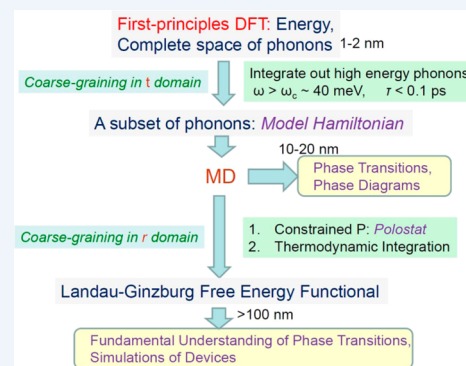 First-principles DFT: Energy,
Complete space of phonons 1-2 nm
Coarse-graining in t domain
Integrate out high energy phonons
ω > ωc ~ 40 meV, τ < 0.1 ps
A subset of phonons: Model Hamiltonian
10-20 nm
MD
Phase Transitions,
Phase Diagrams
Coarse-graining in r domain
1. Constrained P: Polostat
2. Thermodynamic Integration
Landau-Ginzburg Free Energy Functional
>100 nm
Fundamental Understanding of Phase Transitions,
Simulations of Devices